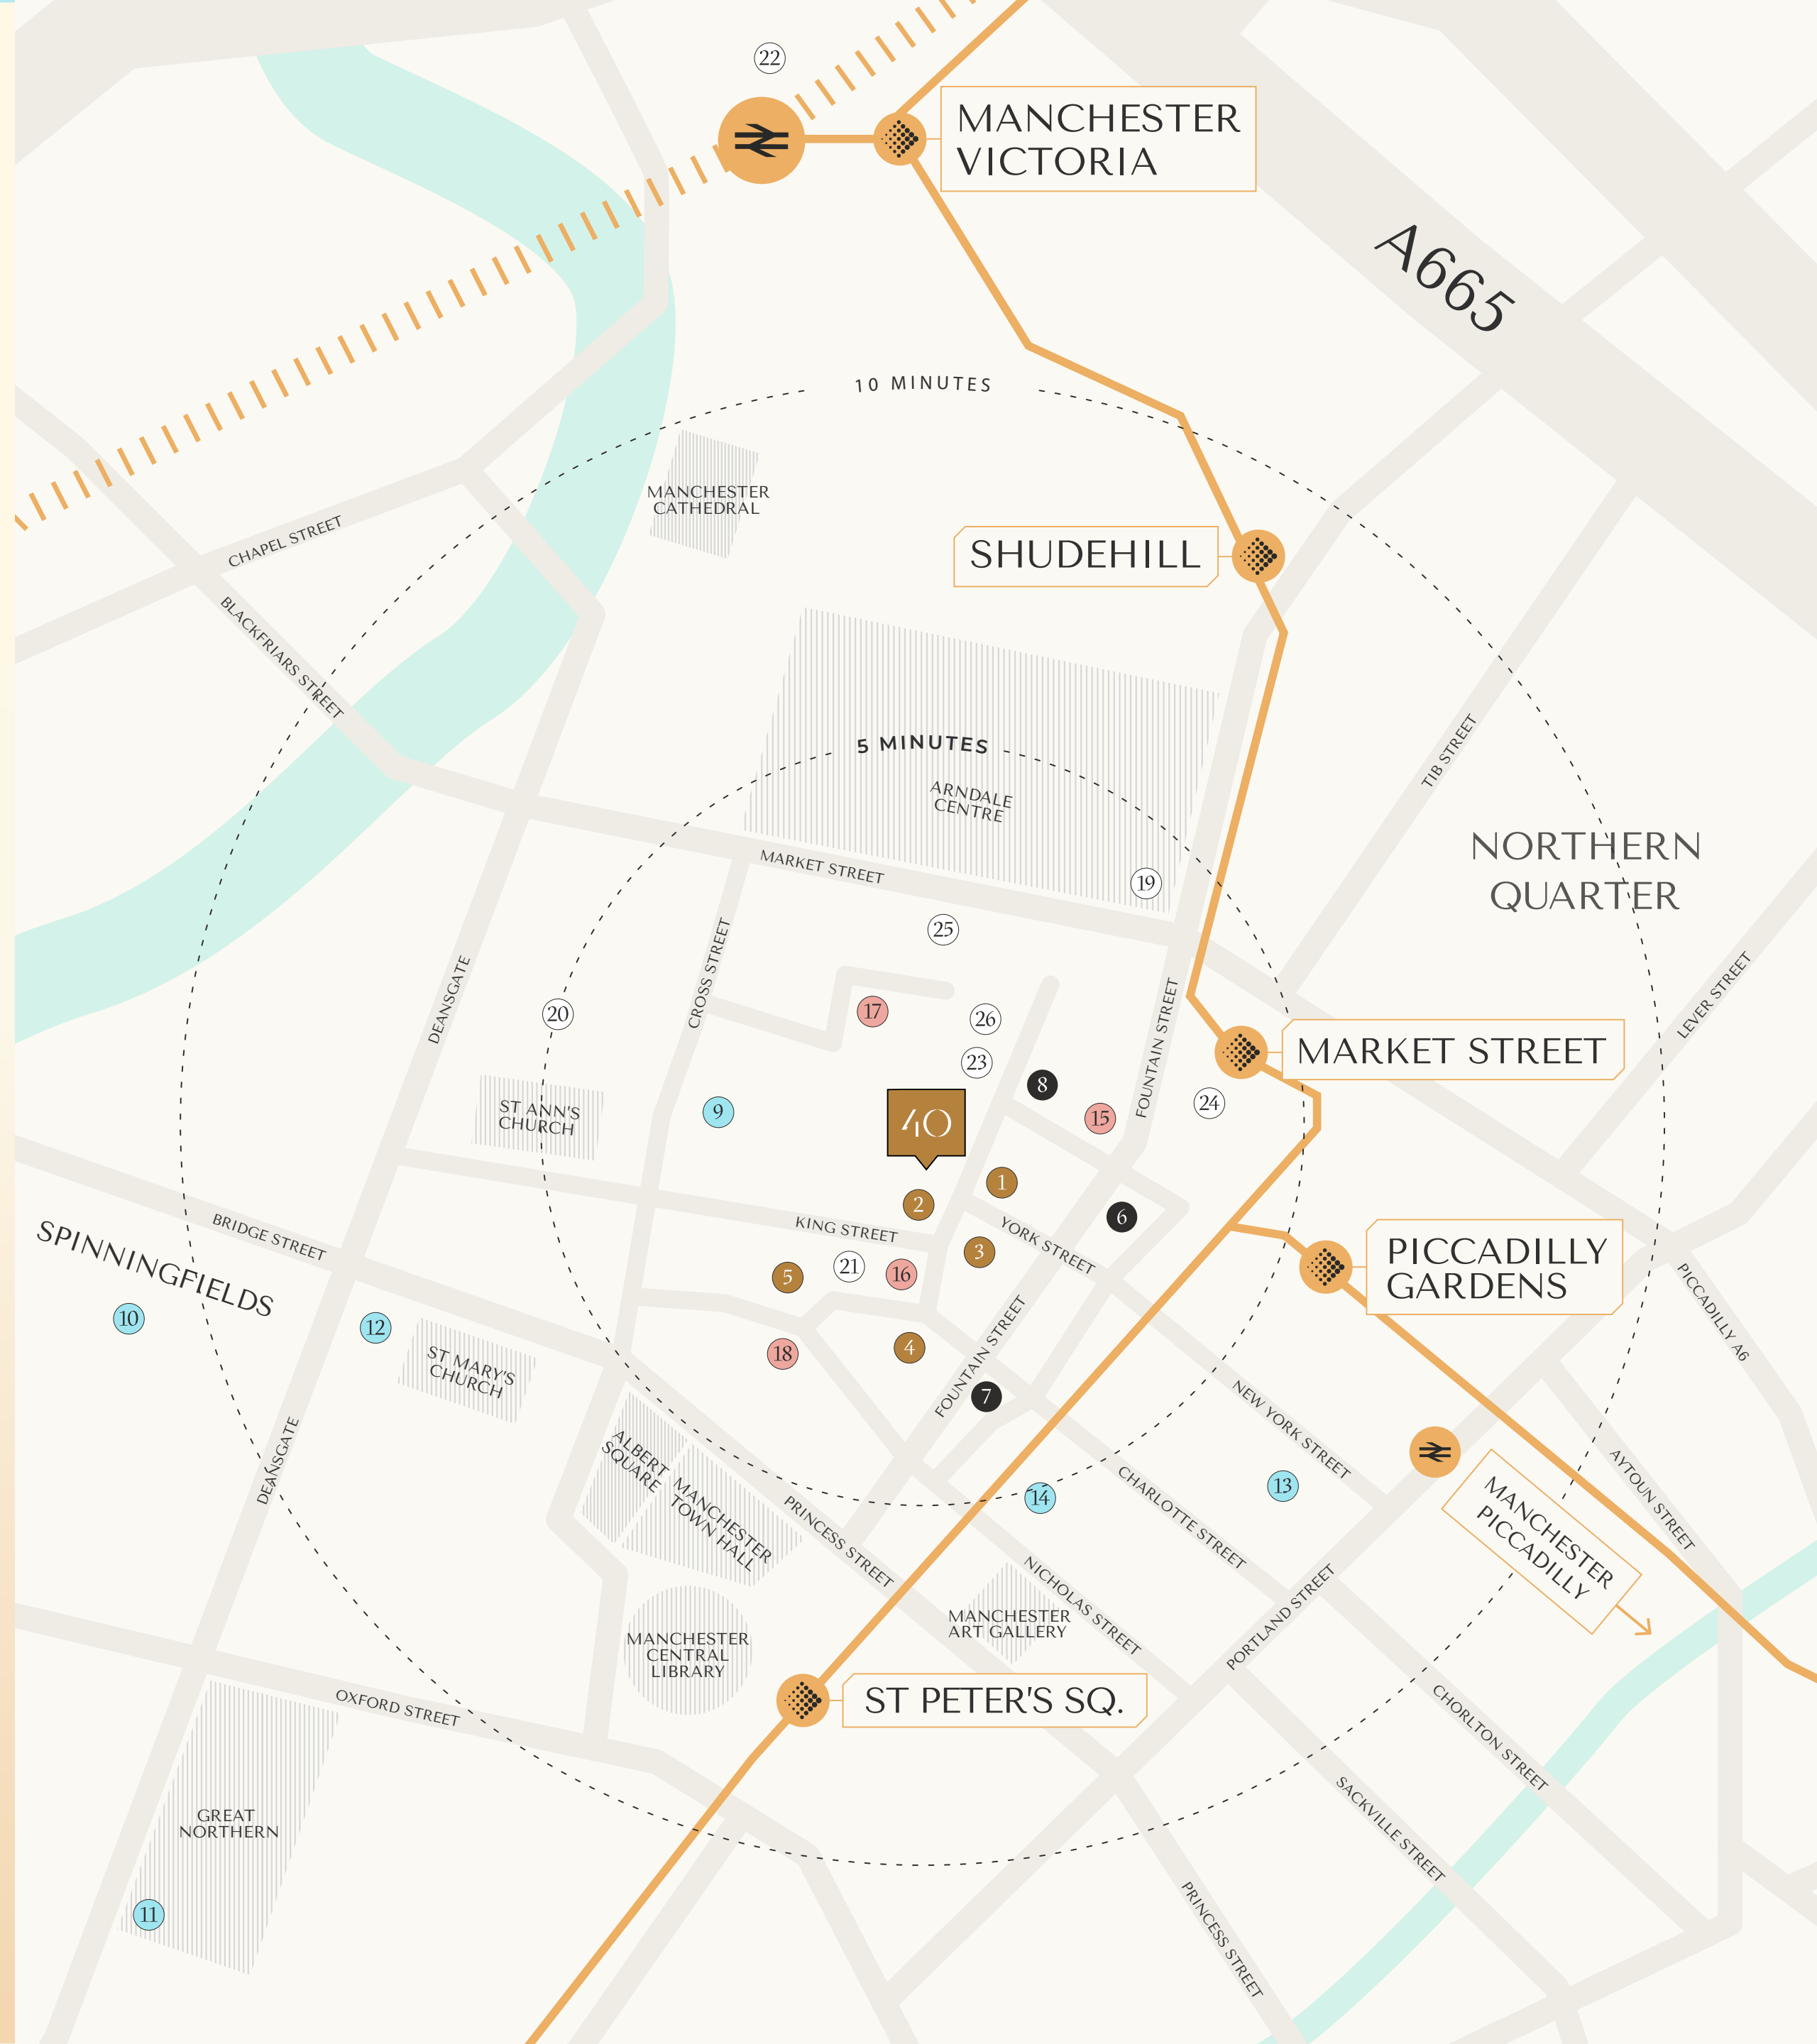 22
MANCHESTER
VICTORIA
A665
10 MINUTES
MANCHESTER
CATHEDRAL
CHAPEL STREET
SHUDEHILL
BLACKFRIARS STREET
5 MINUTES
ARNDALE
CENTRE
TIB STREET
NORTHERN
QUARTER
MARKET STREET
19
25
CROSS STREET
DEANSGATE
20
17
26
FOUNTAIN STREET
LEVER STREET
MARKET STREET
23
8
24
ST ANN'S
CHURCH
9
40
15
1
2
6
KING STREET
YORK STREET
3
BRIDGE STREET
SPINNINGFIELDS
PICCADILLY
GARDENS
5
21
16
PICCADILLY A6
10
12
ST MARY'S
CHURCH
18
4
FOUNTAIN STREET
7
NEW YORK STREET
DEANSGATE
ALBERT
SQUARE
MANCHESTER
TOWN HALL
PRINCESS STREET
14
CHARLOTTE STREET
13
MANCHESTER
PICCADILLY
AYTOUN STREET
NICHOLAS STREET
MANCHESTER
ART GALLERY
PORTLAND STREET
MANCHESTER
CENTRAL
LIBRARY
ST PETER'S SQ.
OXFORD STREET
CHORLTON STREET
SACKVILLE STREET
GREAT
NORTHERN
11
PRINCESS STREET